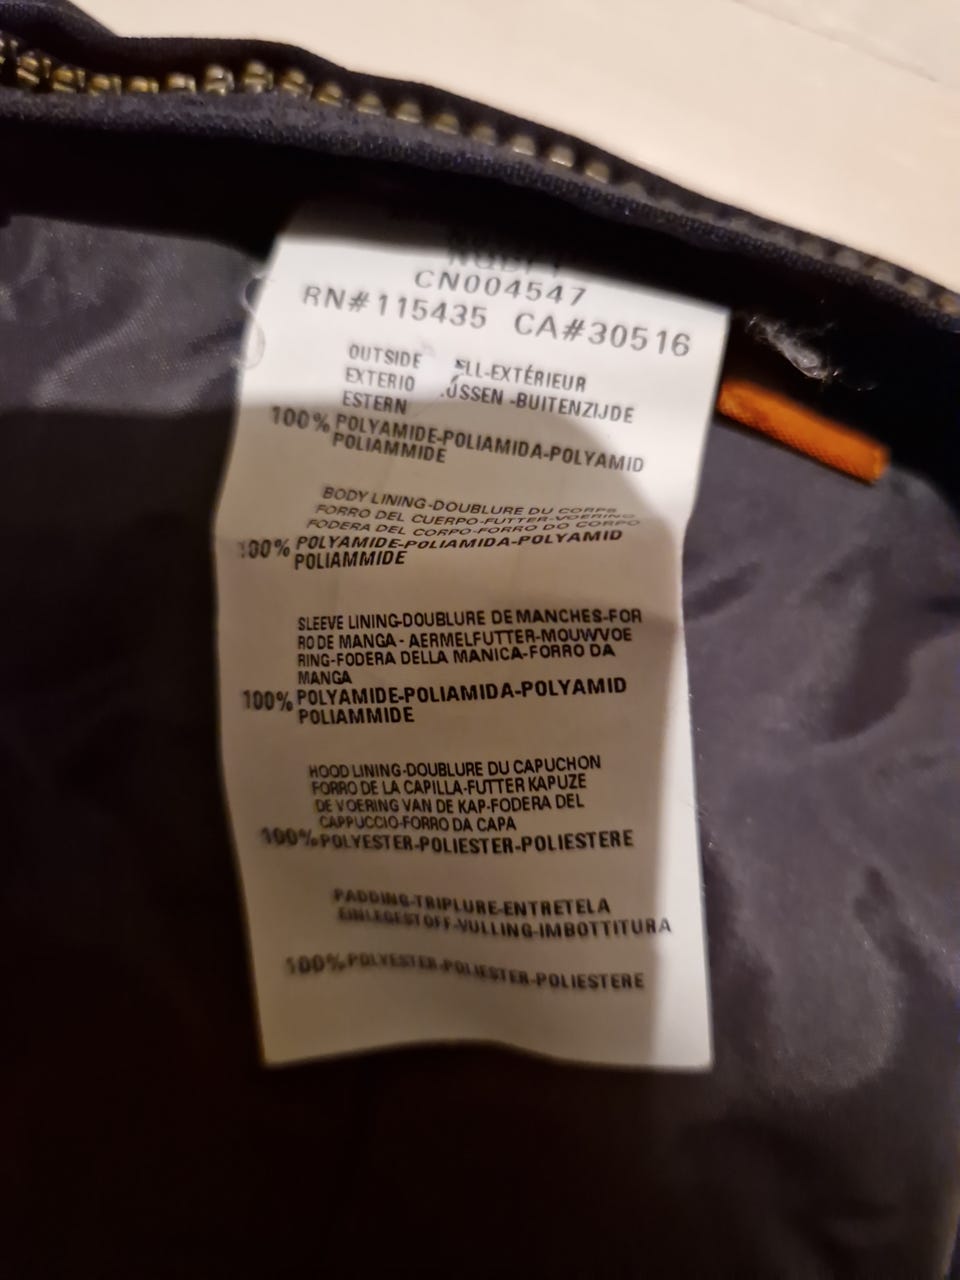 CN004547
RN#115435 CA#30516
OUTSIDE ELL-EXTÉRIEUR
EXTERIO USSEN -BUITENZIJDE
ESTERN
100% POLYAMIDE-POLIAMIDA-POLYAMID
POLIAMMIDE
BODY LINING-DOUBLURE DU CORPS
FORRO DEL CUERPO-FUTTER-VOERING
FODERA DEL CORPO-FORRO DO CORPO
100% POLYAMIDE-POLIAMIDA-POLYAMID
POLIAMMIDE
SLEEVE LINING-DOUBLURE DE MANCHES-FOR
RO DE MANGA - AERMELFUTTER-MOUWVOE
RING-FODERA DELLA MANICA-FORRO DA
MANGA
100% POLYAMIDE-POLIAMIDA-POLYAMID
POLIAMMIDE
HOOD LINING-DOUBLURE DU CAPUCHON
FORRO DE LA CAPILLA-FUTTER KAPUZE
DE VOERING VAN DE KAP-FODERA DEL
CAPPUCCIO-FORRO DA CAPA
100% POLYESTER-POLIESTER-POLIESTERE
PADDING-TRIPLURE-ENTRETELA
EINLEGESTOFF-VULLING-IMBOTTITURA
100% POLYESTER-POLIESTER-POLIESTERE